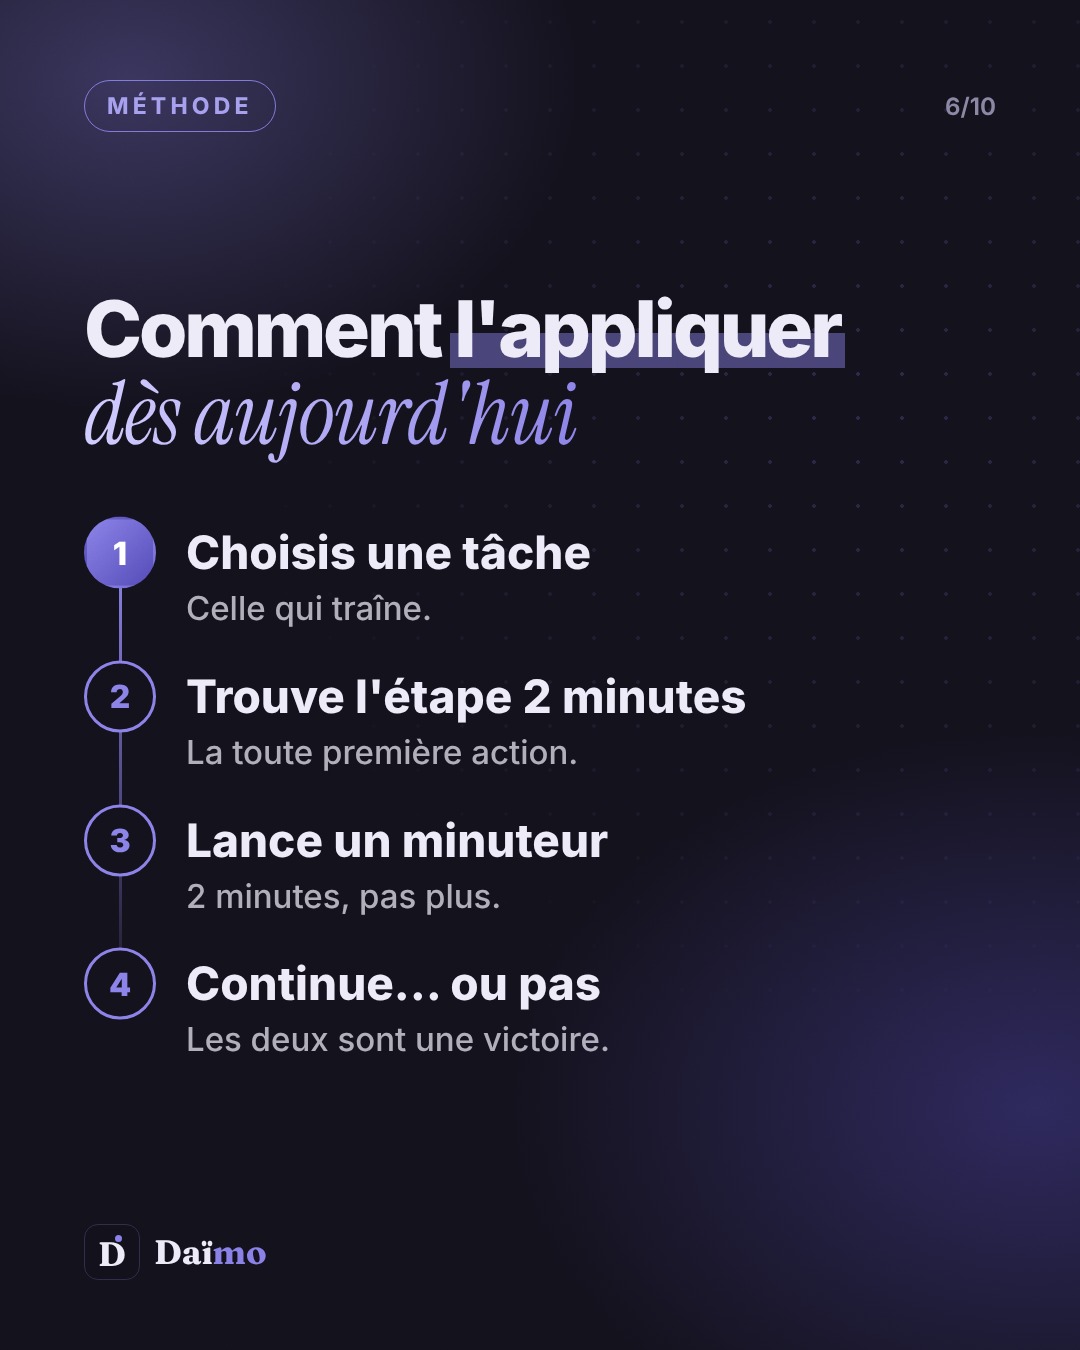 MÉTHODE
6/10
Comment l'appliquer
dès aujourd'hui
1
Choisis une tâche
Celle qui traîne.
2
Trouve l'étape 2 minutes
La toute première action.
3
Lance un minuteur
2 minutes, pas plus.
4
Continue... ou pas
Les deux sont une victoire.
D
Daïmo